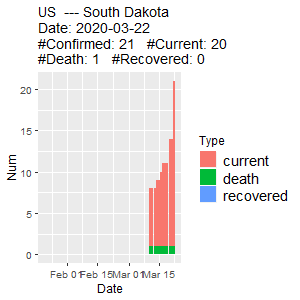 US --- South Dakota
Date: 2020-03-22
#Confirmed: 21 #Current: 20
#Death: 1 #Recovered: 0
Num
20
15
10
5
0
Feb 01 Feb 15 Mar 01 Mar 15
Date
Type
current
death
recovered